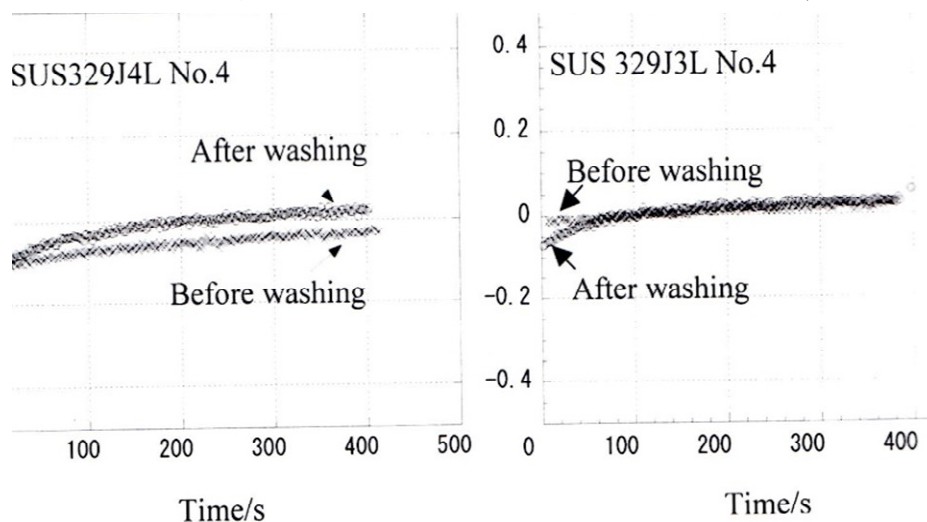 SUS329J4L No.4
After washing
Before washing
100 200 300 400 500
Time/s
0.4
SUS 329J3L No.4
0.2
Before washing
0
After washing
-0.2
-0.4
0 100 200 300 400
Time/s